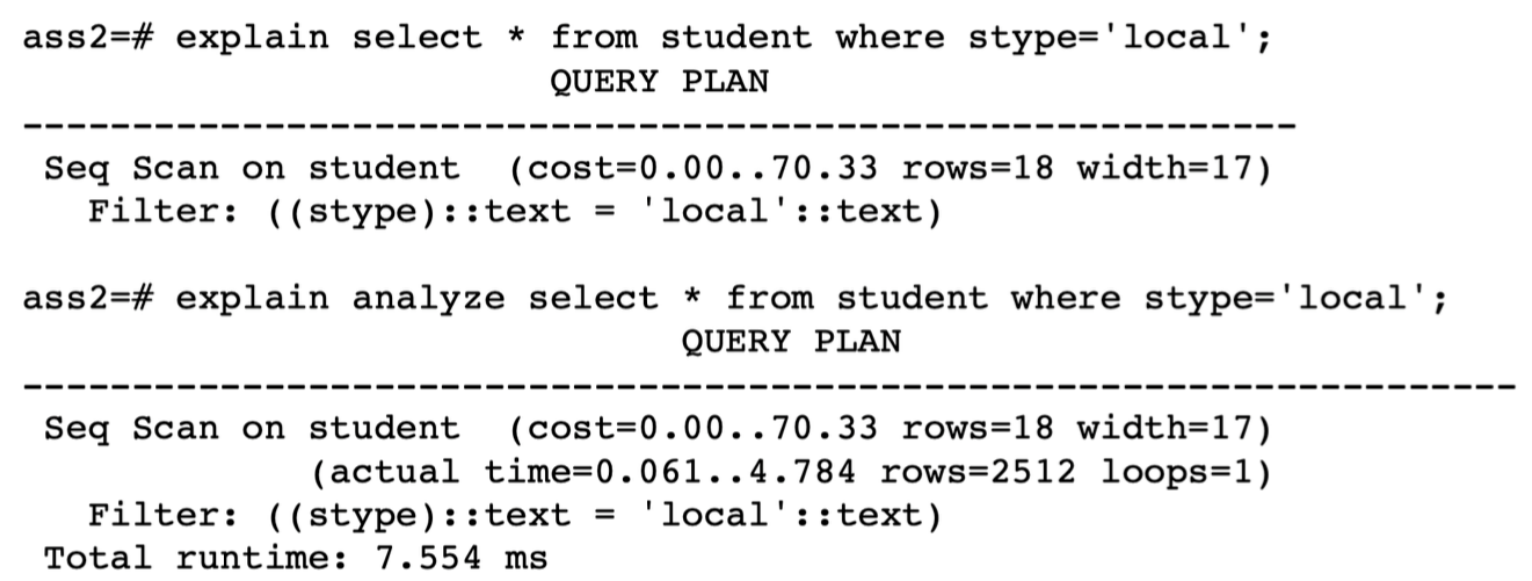 ass2=# explain select * from student where stype='local';
QUERY PLAN
-----------------------------------------------------------
Seq Scan on student  (cost=0.00..70.33 rows=18 width=17)
Filter: ((stype)::text = 'local'::text)
ass2=# explain analyze select * from student where stype='local';
QUERY PLAN
---------------------------------------------------------------------
Seq Scan on student  (cost=0.00..70.33 rows=18 width=17)
(actual time=0.061..4.784 rows=2512 loops=1)
Filter: ((stype)::text = 'local'::text)
Total runtime: 7.554 ms